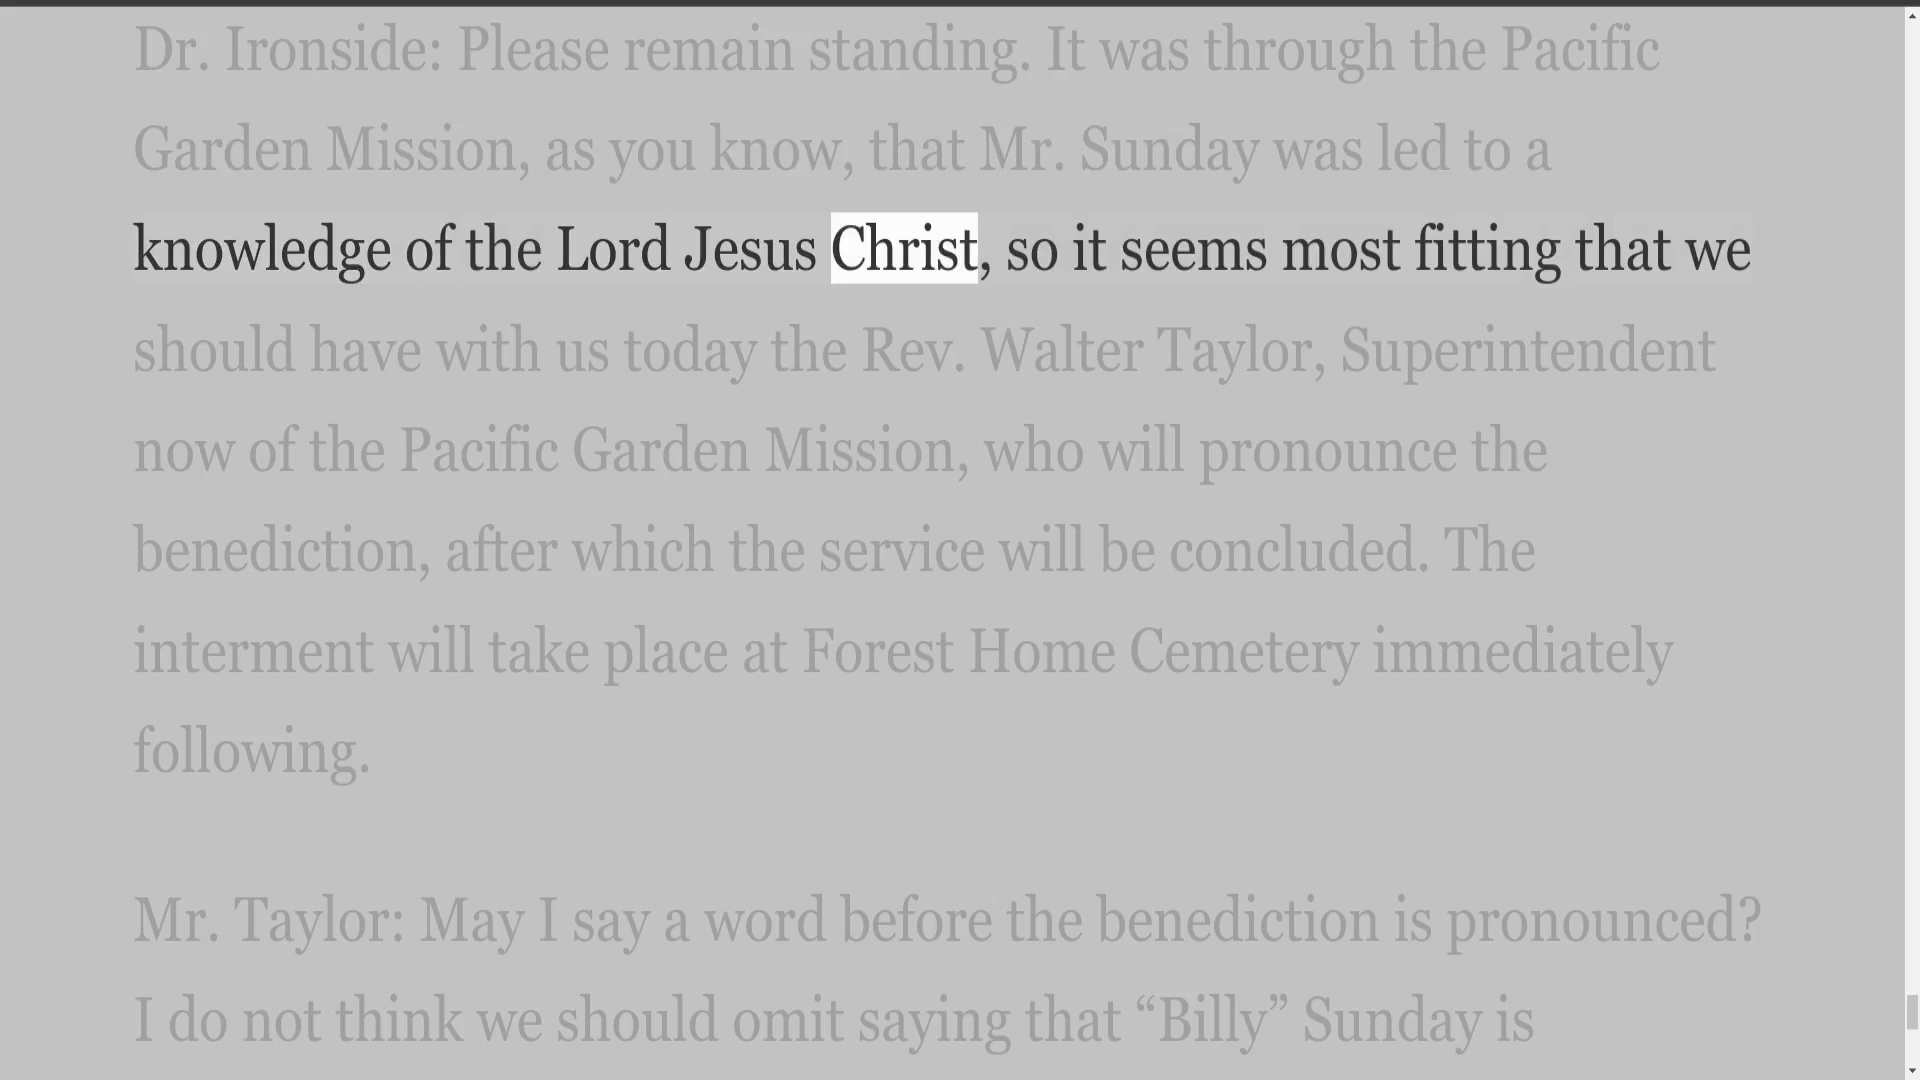 Dr. Ironside: Please remain standing. It was through the Pacific
Garden Mission, as you know, that Mr. Sunday was led to a
knowledge of the Lord Jesus Christ, so it seems most fitting that we
should have with us today the Rev. Walter Taylor, Superintendent
now of the Pacific Garden Mission, who will pronounce the
benediction, after which the service will be concluded. The
interment will take place at Forest Home Cemetery immediately
following.
Mr. Taylor: May I say a word before the benediction is pronounced?
I do not think we should omit saying that “Billy” Sunday is